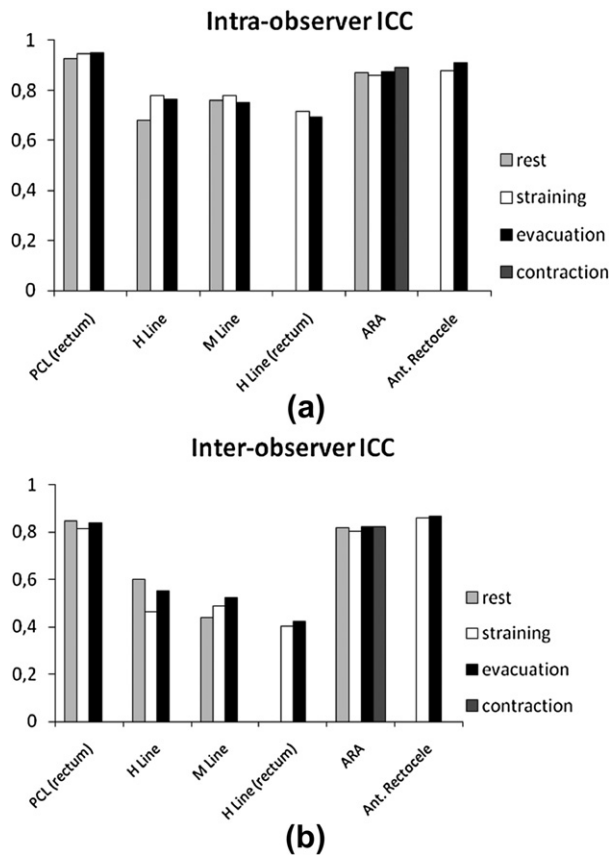 Intra-observer ICC
1
0,8
0,6
0,4
0,2
0
rest
straining
evacuation
contraction
PCL (rectum)
H Line
M Line
H Line (rectum)
ARA
Ant. Rectocele
(a)
Inter-observer ICC
1
0,8
0,6
0,4
0,2
0
rest
straining
evacuation
contraction
PCL (rectum)
H Line
M Line
H Line (rectum)
ARA
Ant. Rectocele
(b)